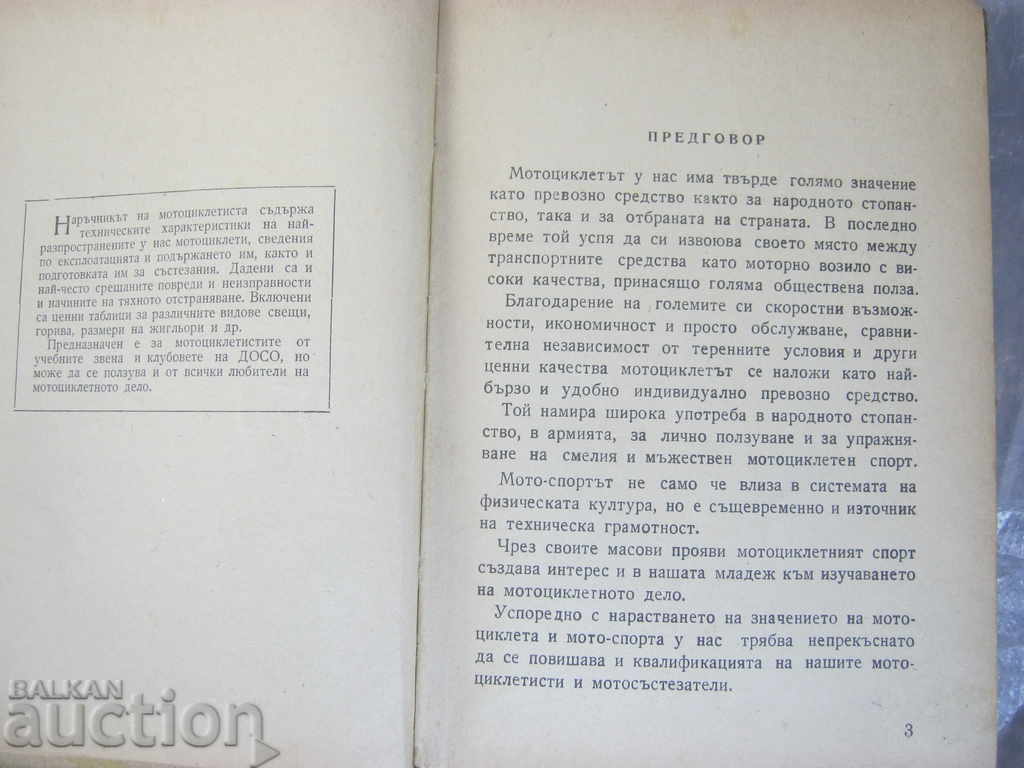 Наръчникът на мотоциклетиста съдържа
техническите характеристики на най-
разпространените у нас мотоциклети, сведения
по експлоатацията и подържането им, както и
подготовката им за състезания. Дадени са и
най-често срещаните повреди и неизправности
и начините на тяхното отстраняване. Включени
са ценни таблици за различните видове свещи,
горива, размери на жигльори и др.
Предназначен е за мотоциклетистите от
учебните звена и клубовете на ДОСО, но
може да се ползува и от всички любители на
мотоциклетното дело.
ПРЕДГОВОР
Мотоциклетът у нас има твърде голямо значение
като превозно средство както за народното стопан-
ство, така и за отбраната на страната. В последно
време той успя да си извоюва своето място между
транспортните средства като моторно возило с ви-
соки качества, принасящо голяма обществена полза.
Благодарение на големите си скоростни възмож-
ности, икономичност и просто обслужване, сравни-
телна независимост от теренните условия и други
ценни качества мотоциклетът се наложи като най-
бързо и удобно индивидуално превозно средство.
Той намира широка употреба в народното стопан-
ство, в армията, за лично ползуване и за упражня-
ване на смелия и мъжествен мотоциклетен спорт.
Мото-спортът не само че влиза в системата на
физическата култура, но е същевременно и източник
на техническа грамотност.
Чрез своите масови прояви мотоциклетният спорт
създава интерес и в нашата младеж към изучаването
на мотоциклетното дело.
Успоредно с нарастването на значението на мото-
циклета и мото-спорта у нас трябва непрекъснато
да се повишава и квалификацията на нашите мото-
циклетисти и мотосъстезатели.
3
BALKAN
auction